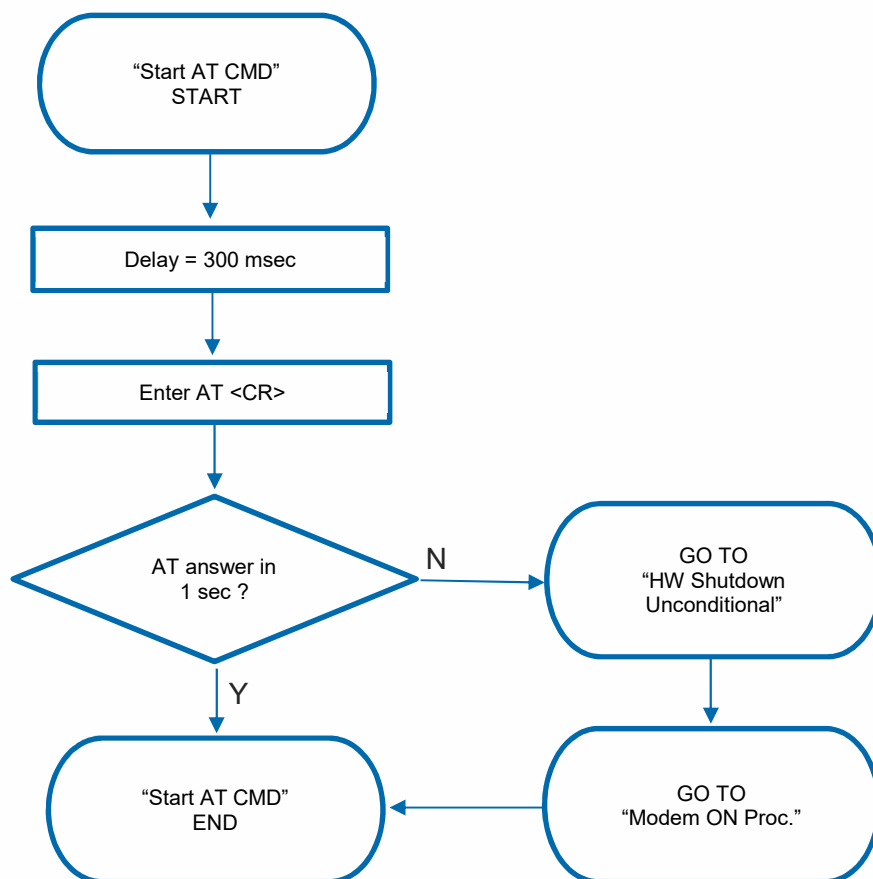 “Start AT CMD”
START
Delay = 300 msec
Enter AT <CR>
AT answer in
1 sec ?
N
GO TO
“HW Shutdown
Unconditional”
Y
“Start AT CMD”
END
GO TO
“Modem ON Proc.”